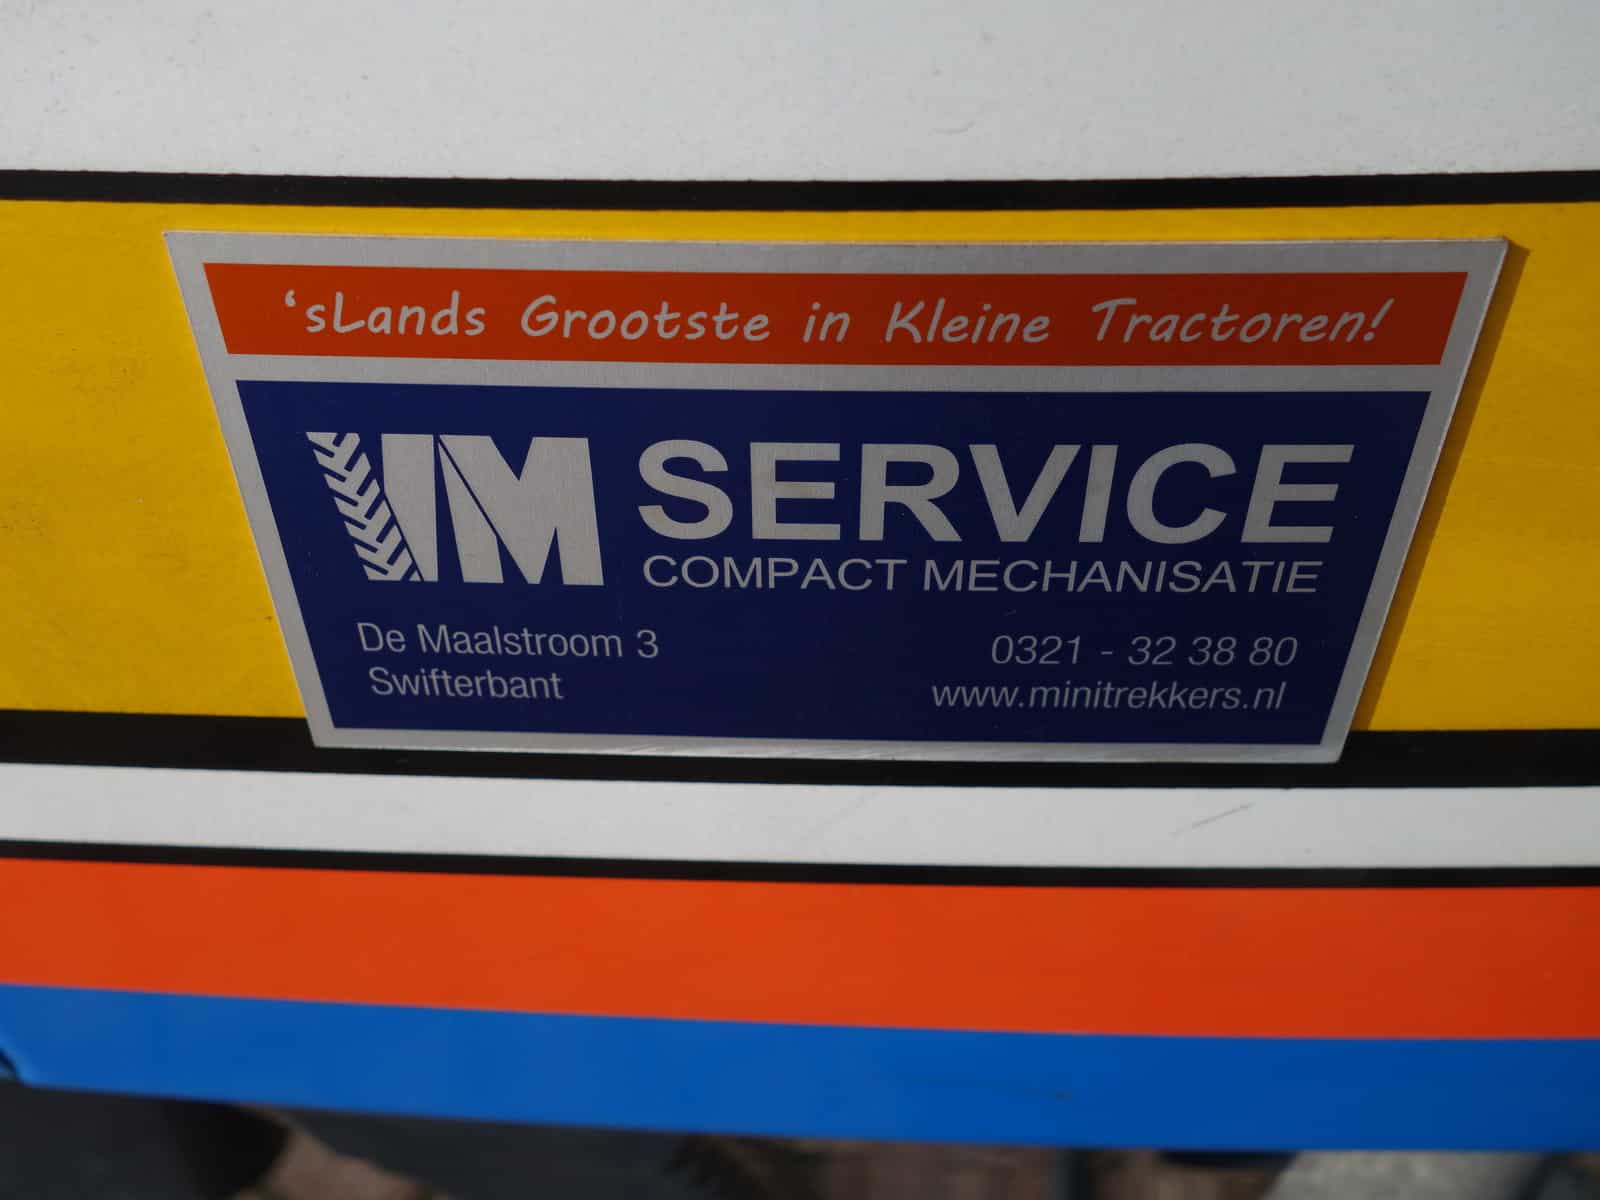 ‘sLands Grootste in Kleine Tractoren!
IM SERVICE
COMPACT MECHANISATIE
De Maalstroom 3
Swifterbant
0321 - 32 38 80
www.minitrekkers.nl